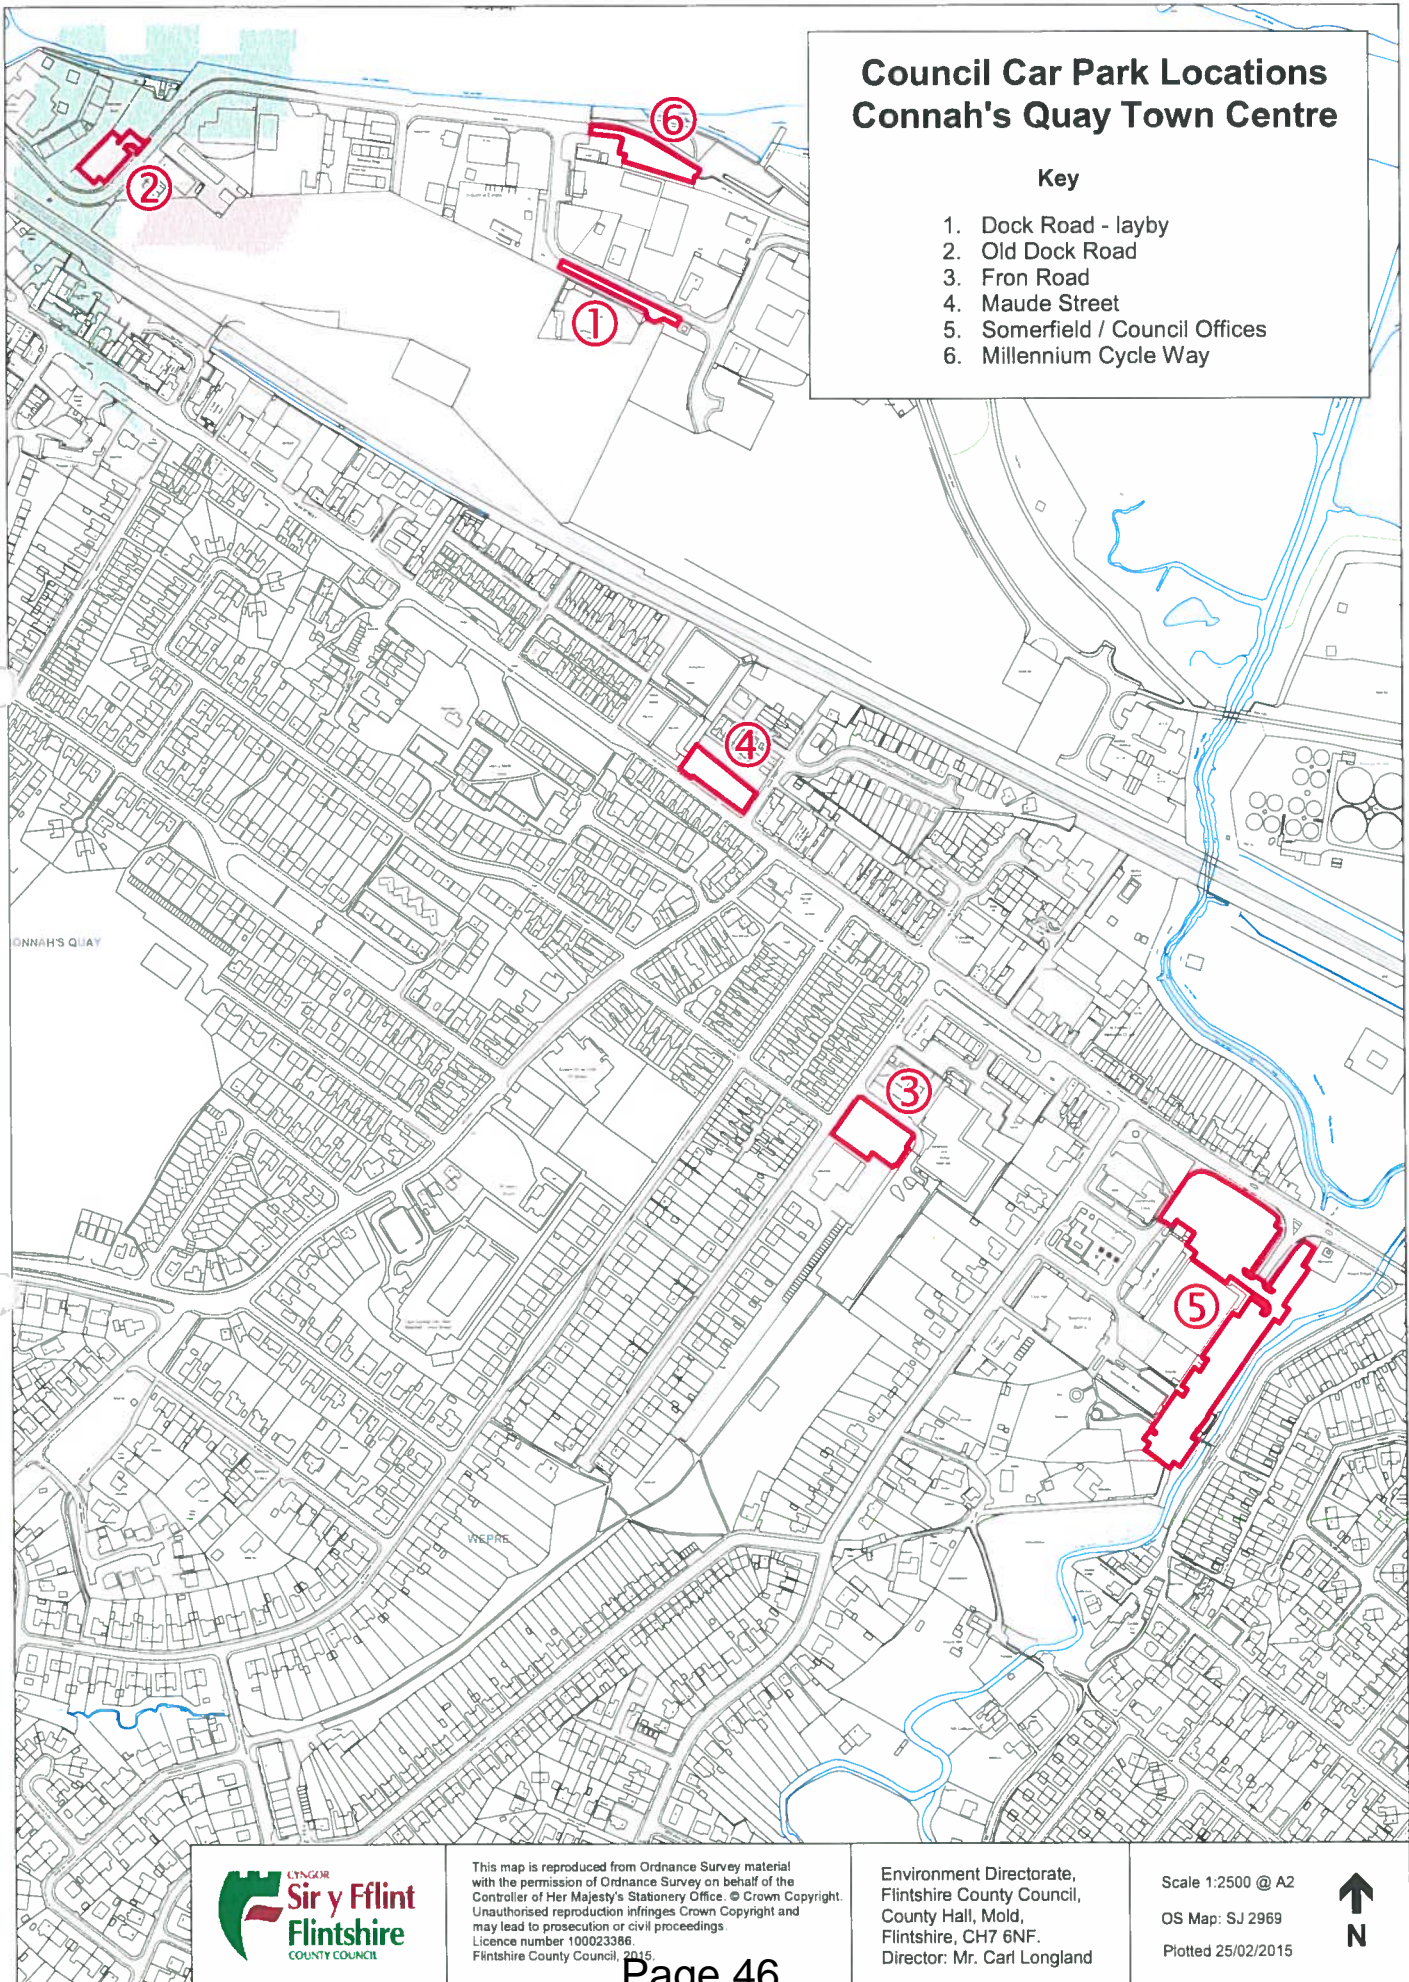 Council Car Park Locations
Connah's Quay Town Centre
Key
1. Dock Road - layby
2. Old Dock Road
3. Fron Road
4. Maude Street
5. Somerfield / Council Offices
6. Millennium Cycle Way
6
2
1
4
ONNAH'S QUAY
3
5
WEPRE
CYNGOR
Sir y Fflint
Flintshire
COUNTY COUNCIL
This map is reproduced from Ordnance Survey material
with the permission of Ordnance Survey on behalf of the
Controller of Her Majesty's Stationery Office. © Crown Copyright.
Unauthorised reproduction infringes Crown Copyright and
may lead to prosecution or civil proceedings.
Licence number 100023386.
Flintshire County Council, 2015.
Environment Directorate,
Flintshire County Council,
County Hall, Mold,
Flintshire, CH7 6NF.
Director: Mr. Carl Longland
Scale 1:2500 @ A2
OS Map: SJ 2969
Plotted 25/02/2015
N
Page 46